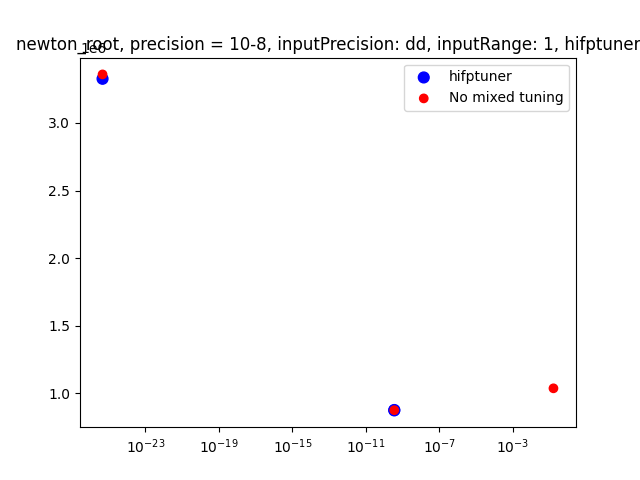 newton_root, precision = 10-8, inputPrecision: dd, inputRange: 1, hifptuner
1e6
hifptuner
No mixed tuning
3.0
2.5
2.0
1.5
1.0
10⁻²³ 10⁻¹⁹ 10⁻¹⁵ 10⁻¹¹ 10⁻⁷ 10⁻³